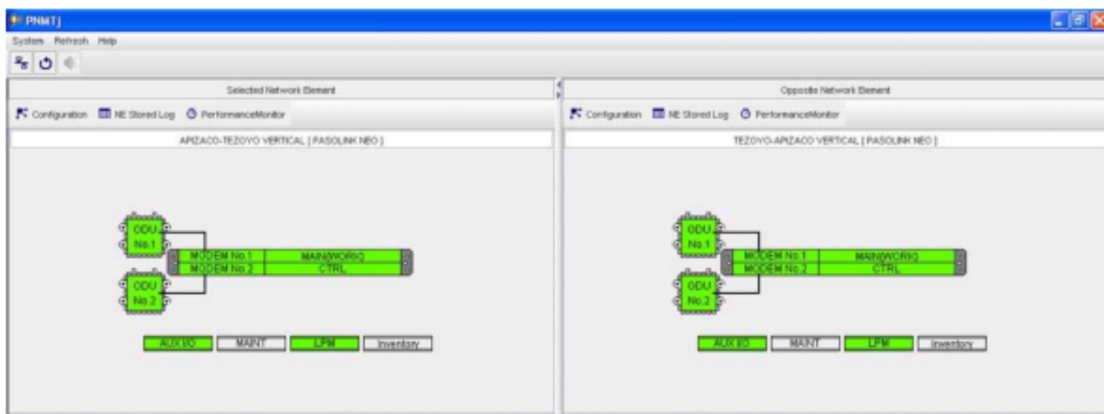 PNMTj
System Refresh Help
Selected Network Element
Configuration NE Stored Log PerformanceMonitor
APIZACO-TEZOYO VERTICAL [ PASOLINK NEO ]
ODU
No.1
MODEM No.1 MAIN(WORK)
MODEM No.2 CTRL
ODU
No.2
AUX I/O MAINT LPM Inventory
Opposite Network Element
Configuration NE Stored Log PerformanceMonitor
TEZOYO-APIZACO VERTICAL [ PASOLINK NEO ]
ODU
No.1
MODEM No.1 MAIN(WORK)
MODEM No.2 CTRL
ODU
No.2
AUX I/O MAINT LPM Inventory